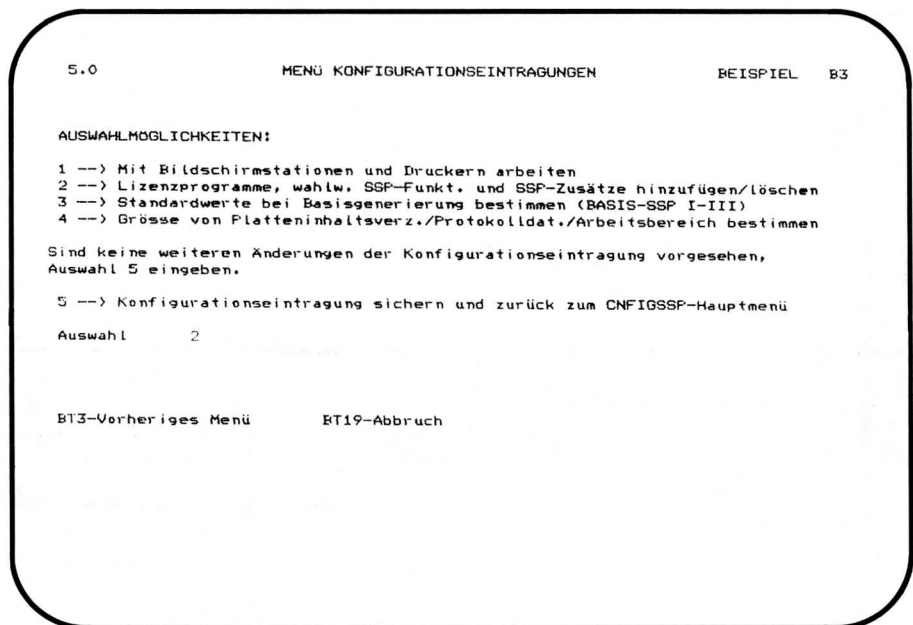 5.0 MENÜ KONFIGURATIONSEINTRAGUNGEN BEISPIEL B3
AUSWAHLMÖGLICHKEITEN:
1 --> Mit Bildschirmstationen und Druckern arbeiten
2 --> Lizenzprogramme, wahlw. SSP-Funkt. und SSP-Zusätze hinzufügen/löschen
3 --> Standardwerte bei Basisgenerierung bestimmen (BASIS-SSP I-III)
4 --> Grösse von Platteninhaltsverz./Protokolldat./Arbeitsbereich bestimmen
Sind keine weiteren Änderungen der Konfigurationseintragung vorgesehen,
Auswahl 5 eingeben.
5 --> Konfigurationseintragung sichern und zurück zum CNFIGSSP-Hauptmenü
Auswahl 2
BT3-Vorheriges Menü BT19-Abbruch